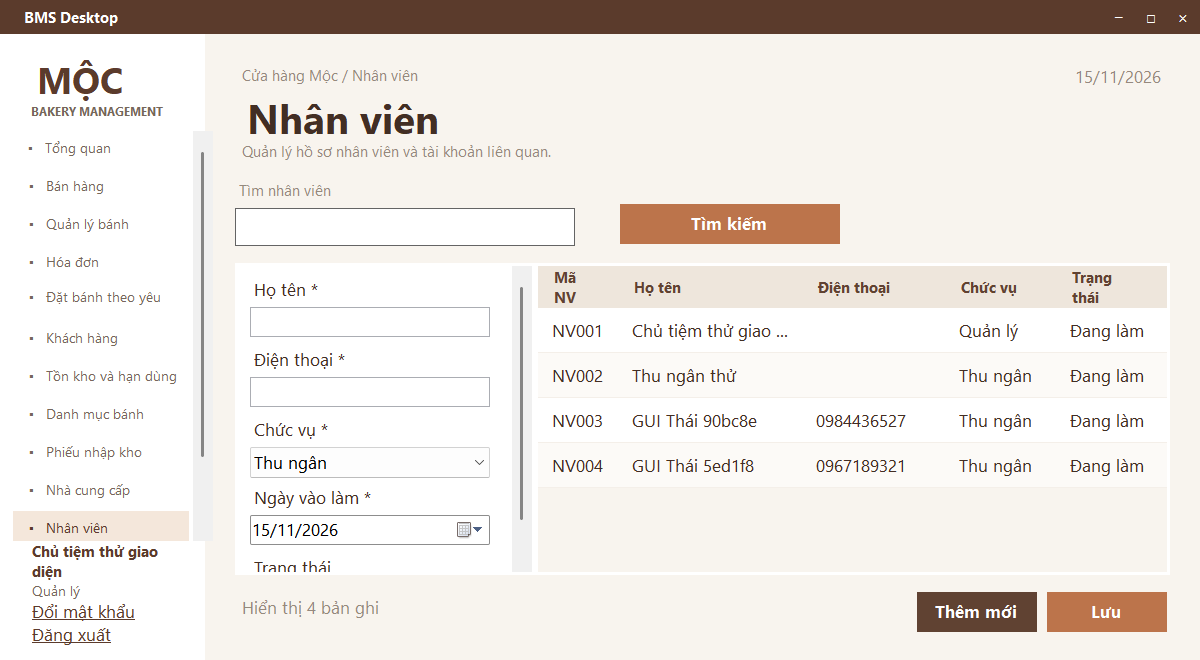 BMS Desktop
MỘC
BAKERY MANAGEMENT
Tổng quan
Bán hàng
Quản lý bánh
Hóa đơn
Đặt bánh theo yêu
Khách hàng
Tồn kho và hạn dùng
Danh mục bánh
Phiếu nhập kho
Nhà cung cấp
Nhân viên
Chủ tiệm thử giao
diện
Quản lý
Đổi mật khẩu
Đăng xuất
Cửa hàng Mộc / Nhân viên
15/11/2026
Nhân viên
Quản lý hồ sơ nhân viên và tài khoản liên quan.
Tìm nhân viên
Tìm kiếm
Họ tên *
Điện thoại *
Chức vụ *
Thu ngân
Ngày vào làm *
15/11/2026
Trạng thái
Mã NV Họ tên Điện thoại Chức vụ Trạng thái
NV001 Chủ tiệm thử giao ... Quản lý Đang làm
NV002 Thu ngân thử Thu ngân Đang làm
NV003 GUI Thái 90bc8e 0984436527 Thu ngân Đang làm
NV004 GUI Thái 5ed1f8 0967189321 Thu ngân Đang làm
Hiển thị 4 bản ghi
Thêm mới
Lưu